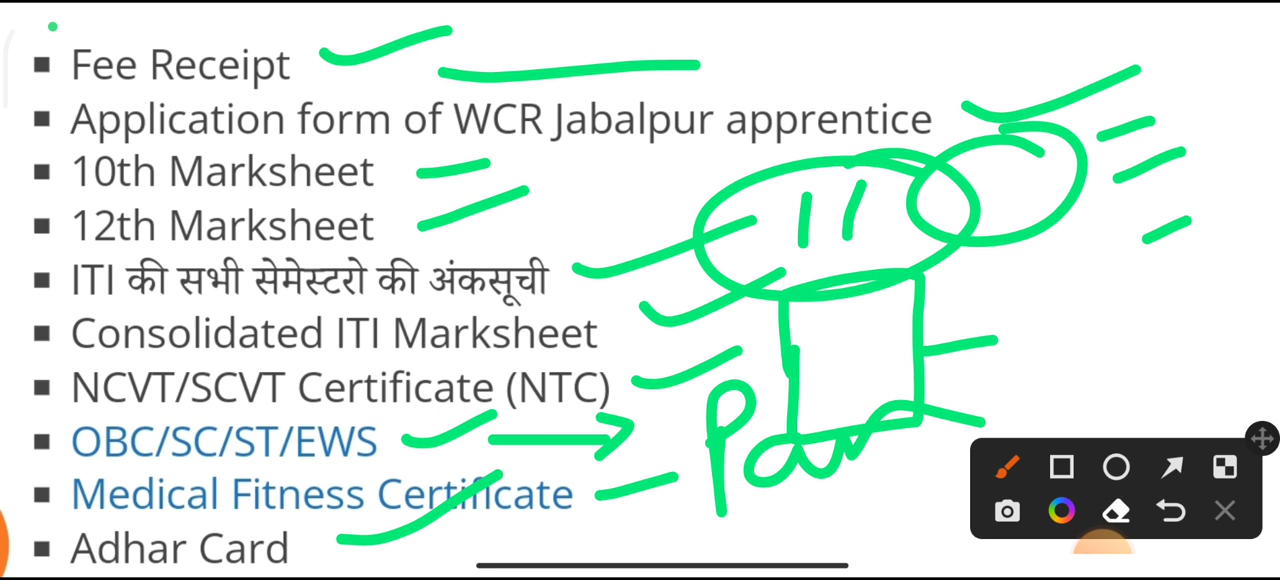 Fee Receipt
Application form of WCR Jabalpur apprentice
10th Marksheet
12th Marksheet
ITI की सभी सेमेस्टरो की अंकसूची
Consolidated ITI Marksheet
NCVT/SCVT Certificate (NTC)
OBC/SC/ST/EWS
Medical Fitness Certificate
Adhar Card